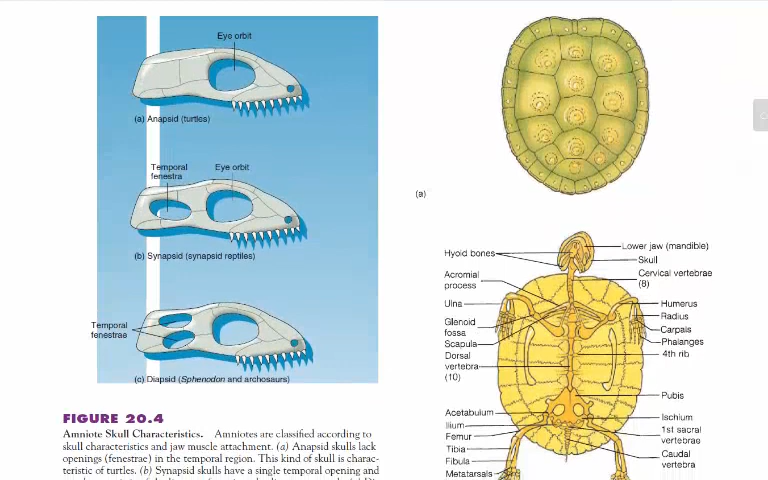 Eye orbit
(a) Anapsid (turtles)
Temporal
fenestra
Eye orbit
(b) Synapsid (synapsid reptiles)
Temporal
fenestrae
(c) Diapsid (Sphenodon and archosaurs)
FIGURE 20.4
Amniote Skull Characteristics. Amniotes are classified according to
skull characteristics and jaw muscle attachment. (a) Anapsid skulls lack
openings (fenestrae) in the temporal region. This kind of skull is charac-
teristic of turtles. (b) Synapsid skulls have a single temporal opening and
(a)
Hyoid bones
Acromial
process
Ulna
Glenoid
fossa
Scapula
Dorsal
vertebra
(10)
Acetabulum
Ilium
Femur
Tibia
Fibula
Metatarsals
Lower jaw (mandible)
Skull
Cervical vertebrae
(8)
Humerus
Radius
Carpals
Phalanges
4th rib
Pubis
Ischium
1st sacral
vertebrae
Caudal
vertebra